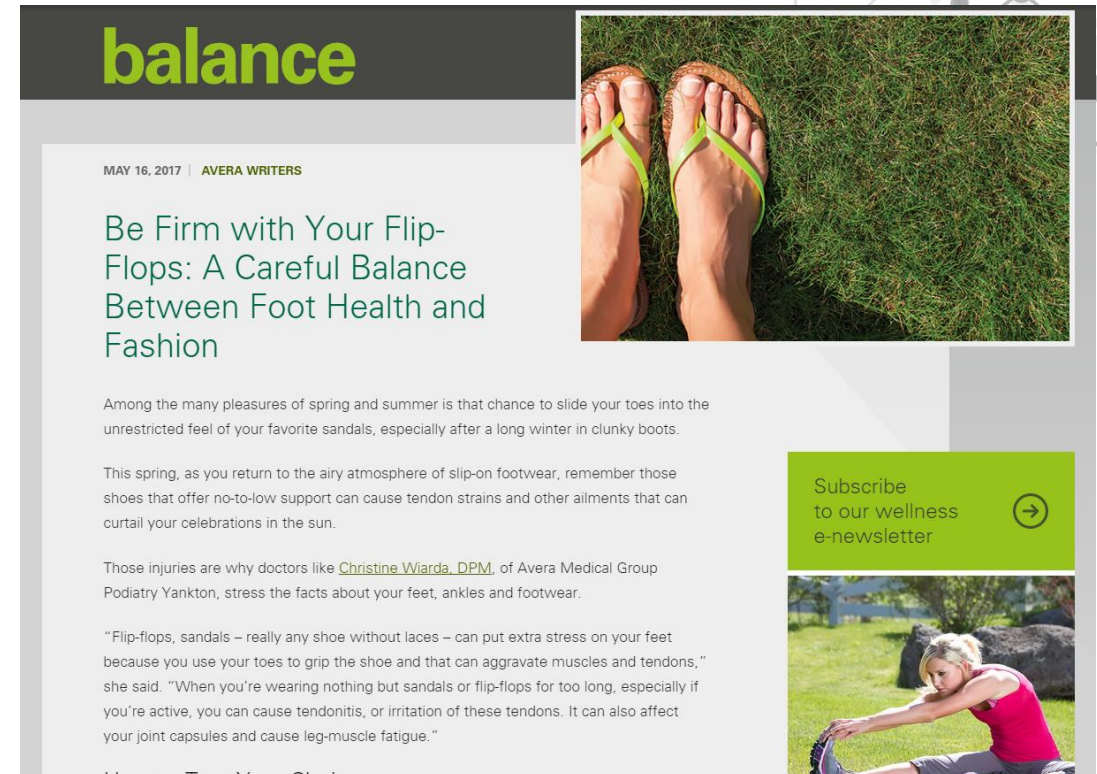 balance
MAY 16, 2017 | AVERA WRITERS
Be Firm with Your Flip-
Flops: A Careful Balance
Between Foot Health and
Fashion
Among the many pleasures of spring and summer is that chance to slide your toes into the
unrestricted feel of your favorite sandals, especially after a long winter in clunky boots.
This spring, as you return to the airy atmosphere of slip-on footwear, remember those
shoes that offer no-to-low support can cause tendon strains and other ailments that can
curtail your celebrations in the sun.
Those injuries are why doctors like Christine Wiarda, DPM, of Avera Medical Group
Podiatry Yankton, stress the facts about your feet, ankles and footwear.
“Flip-flops, sandals – really any shoe without laces – can put extra stress on your feet
because you use your toes to grip the shoe and that can aggravate muscles and tendons,”
she said. “When you’re wearing nothing but sandals or flip-flops for too long, especially if
you’re active, you can cause tendonitis, or irritation of these tendons. It can also affect
your joint capsules and cause leg-muscle fatigue.”
Subscribe
to our wellness
e-newsletter